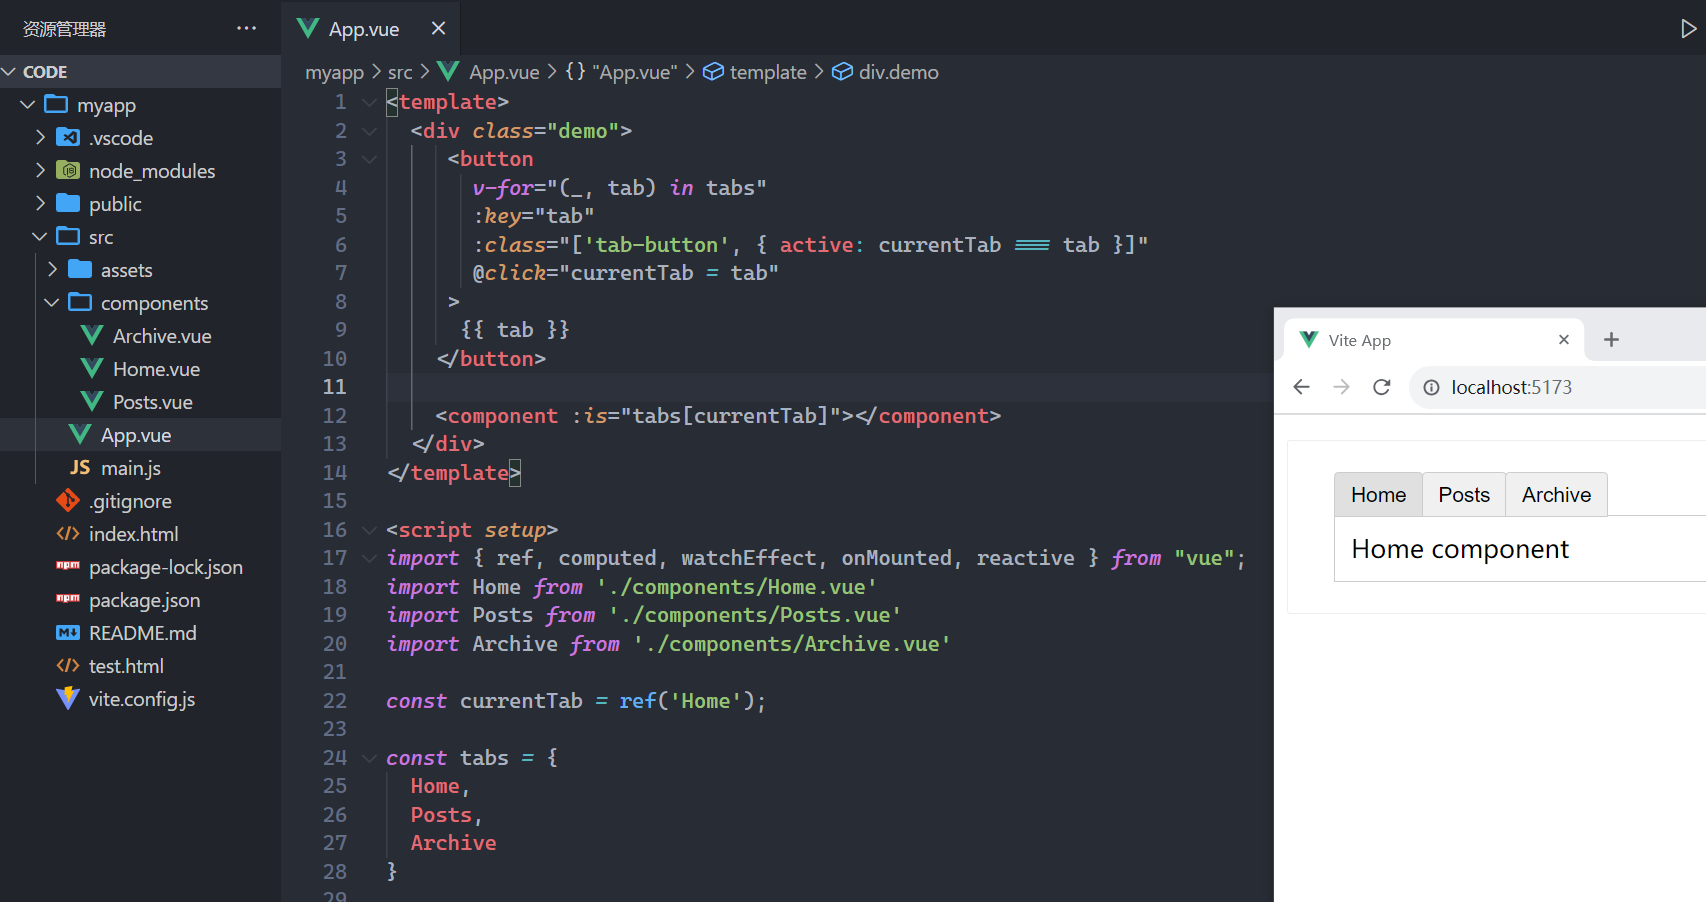 资源管理器 ···
CODE
myapp
.vscode
node_modules
public
src
assets
components
Archive.vue
Home.vue
Posts.vue
App.vue
JS main.js
.gitignore
index.html
package-lock.json
package.json
README.md
test.html
vite.config.js
App.vue
myapp > src > App.vue > {} "App.vue" > template > div.demo
1 <template>
2 <div class="demo">
3 <button
4 v-for="(_, tab) in tabs"
5 :key="tab"
6 :class="['tab-button', { active: currentTab === tab }]"
7 @click="currentTab = tab"
8 >
9 {{ tab }}
10 </button>
11
12 <component :is="tabs[currentTab]"></component>
13 </div>
14 </template>
15
16 <script setup>
17 import { ref, computed, watchEffect, onMounted, reactive } from "vue";
18 import Home from './components/Home.vue'
19 import Posts from './components/Posts.vue'
20 import Archive from './components/Archive.vue'
21
22 const currentTab = ref('Home');
23
24 const tabs = {
25 Home,
26 Posts,
27 Archive
28 }
29
Vite App
localhost:5173
Home Posts Archive
Home component